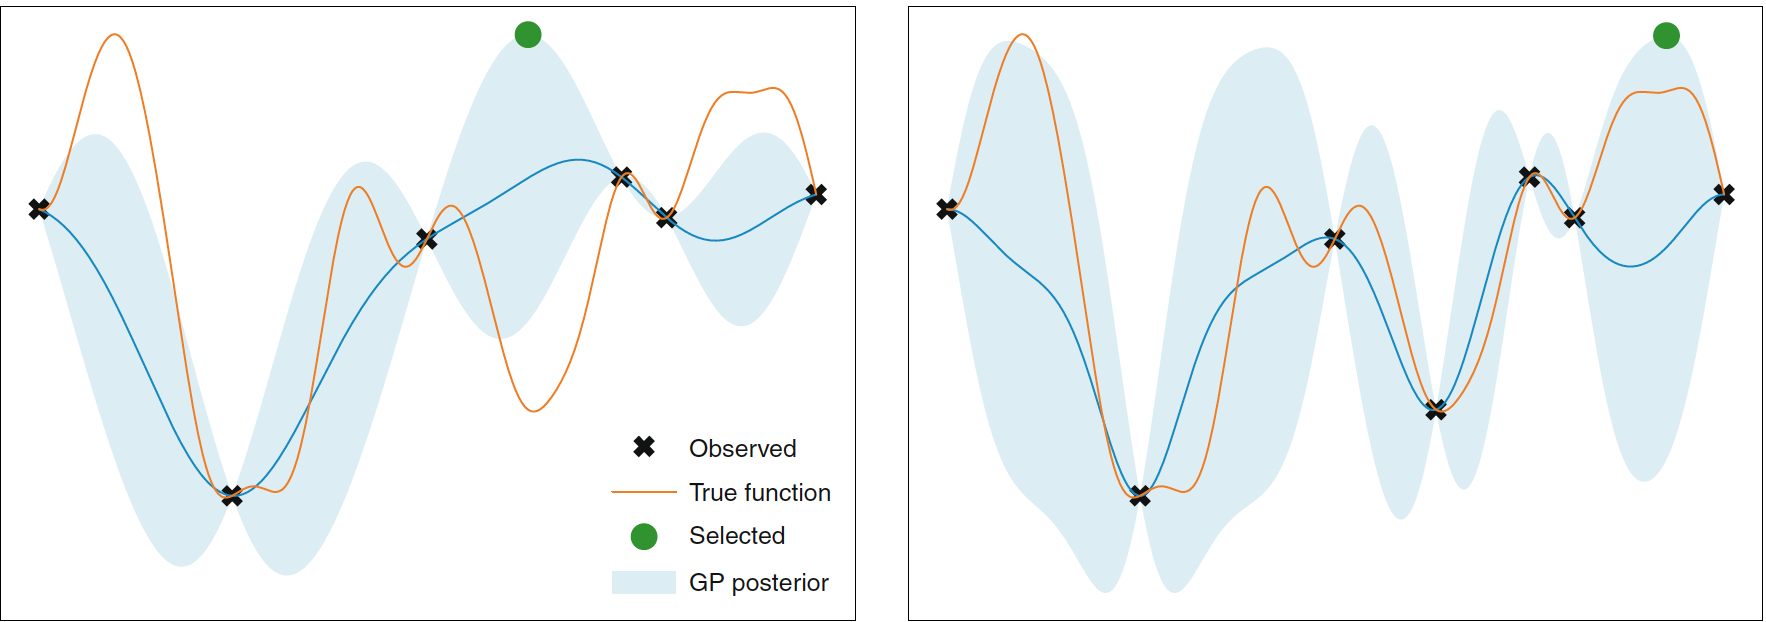 Observed
True function
Selected
GP posterior